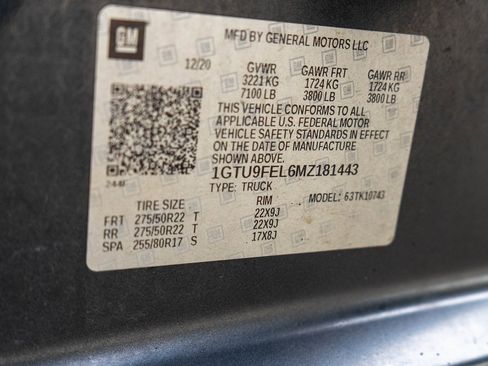 GM
MFD BY GENERAL MOTORS LLC
12/20 GVWR GAWR FRT GAWR RR
3221 KG 1724 KG 1724 KG
7100 LB 3800 LB 3800 LB
THIS VEHICLE CONFORMS TO ALL
APPLICABLE U.S. FEDERAL MOTOR
VEHICLE SAFETY STANDARDS IN EFFECT
ON THE DATE OF MANUFACTURE
SHOWN ABOVE.
1GTU9FEL6MZ181443
TYPE: TRUCK MODEL: 63TK10743
TIRE SIZE RIM
FRT 275/50R22 T 22X9J
RR 275/50R22 T 22X9J
SPA 255/80R17 S 17X8J